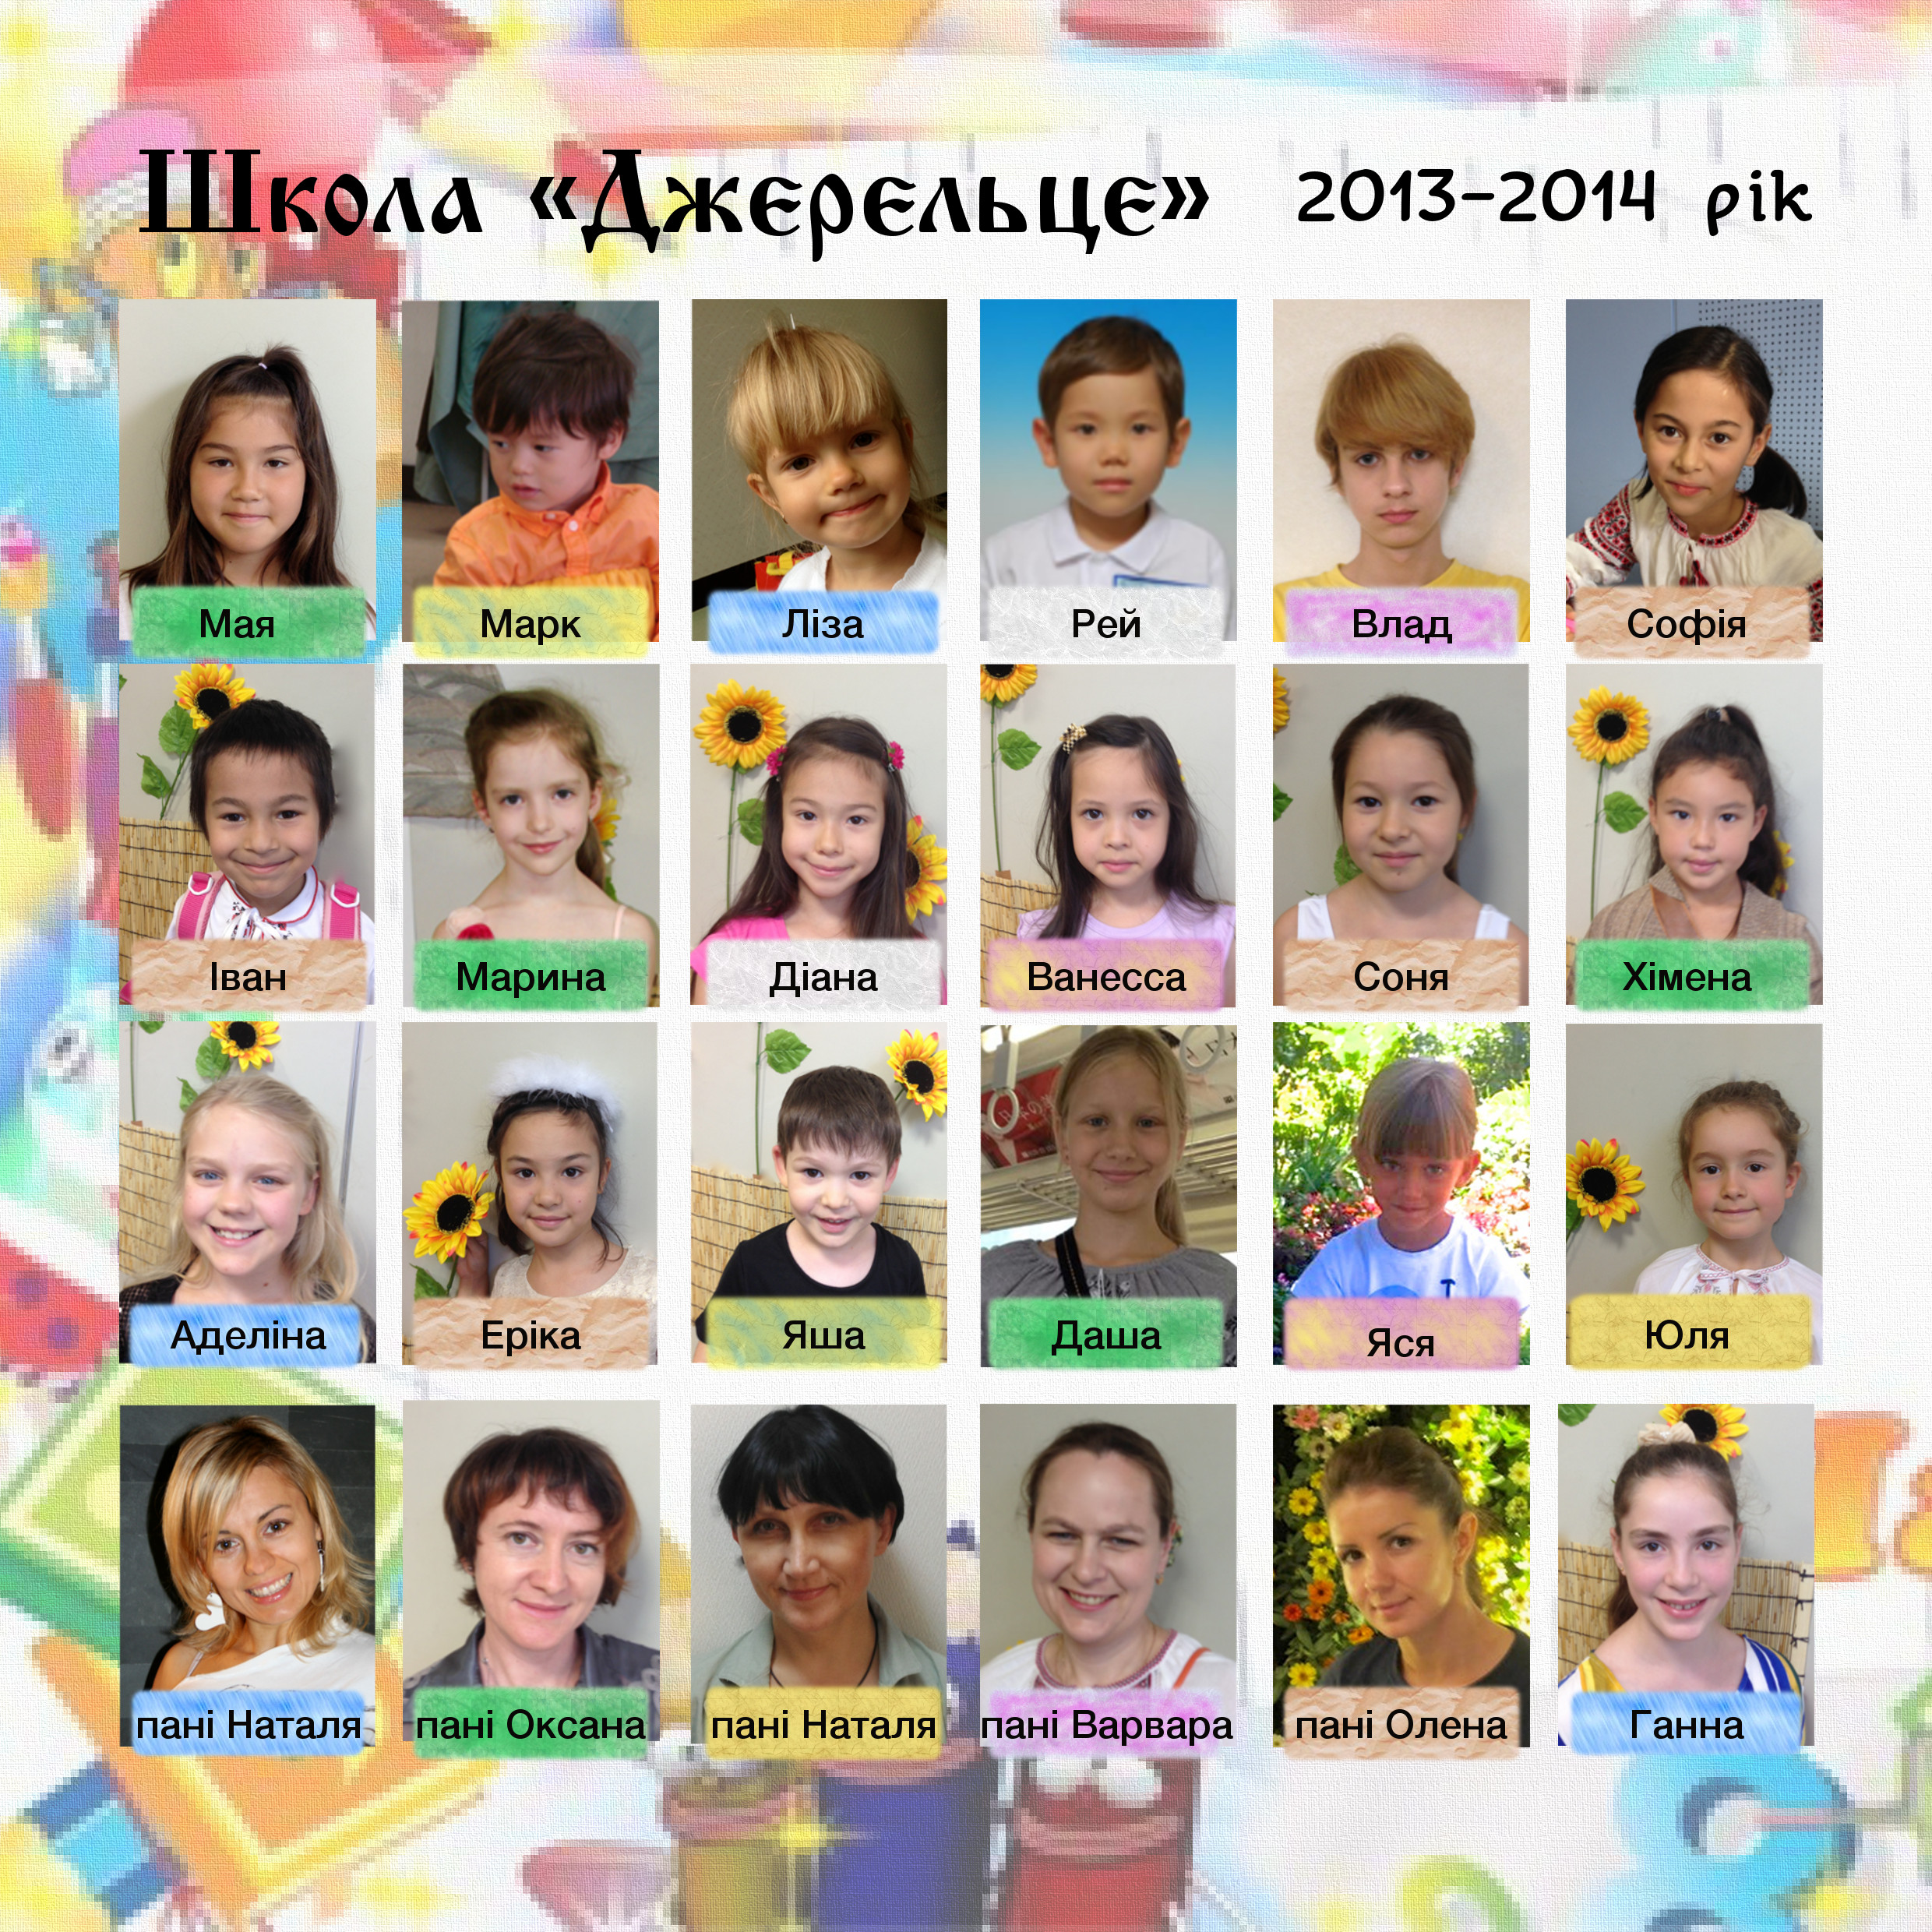 Школа «Джерельце» 2013-2014 рік
Мая
Марк
Ліза
Рей
Влад
Софія
Іван
Марина
Діана
Ванесса
Соня
Хімена
Аделіна
Еріка
Яша
Даша
Яся
Юля
пані Наталя
пані Оксана
пані Наталя
пані Варвара
пані Олена
Ганна